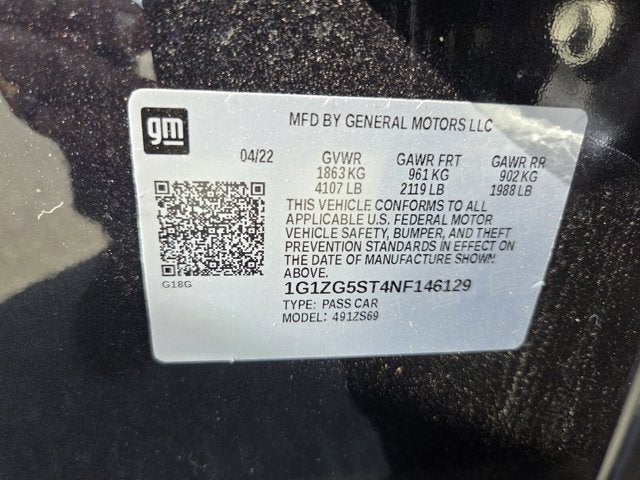 gm
MFD BY GENERAL MOTORS LLC
04/22 GVWR GAWR FRT GAWR RR
1863 KG 961 KG 902 KG
4107 LB 2119 LB 1988 LB
THIS VEHICLE CONFORMS TO ALL
APPLICABLE U.S. FEDERAL MOTOR
VEHICLE SAFETY, BUMPER, AND THEFT
PREVENTION STANDARDS IN EFFECT ON
THE DATE OF MANUFACTURE SHOWN
ABOVE.
G18G
1G1ZG5ST4NF146129
TYPE: PASS CAR
MODEL: 491ZS69